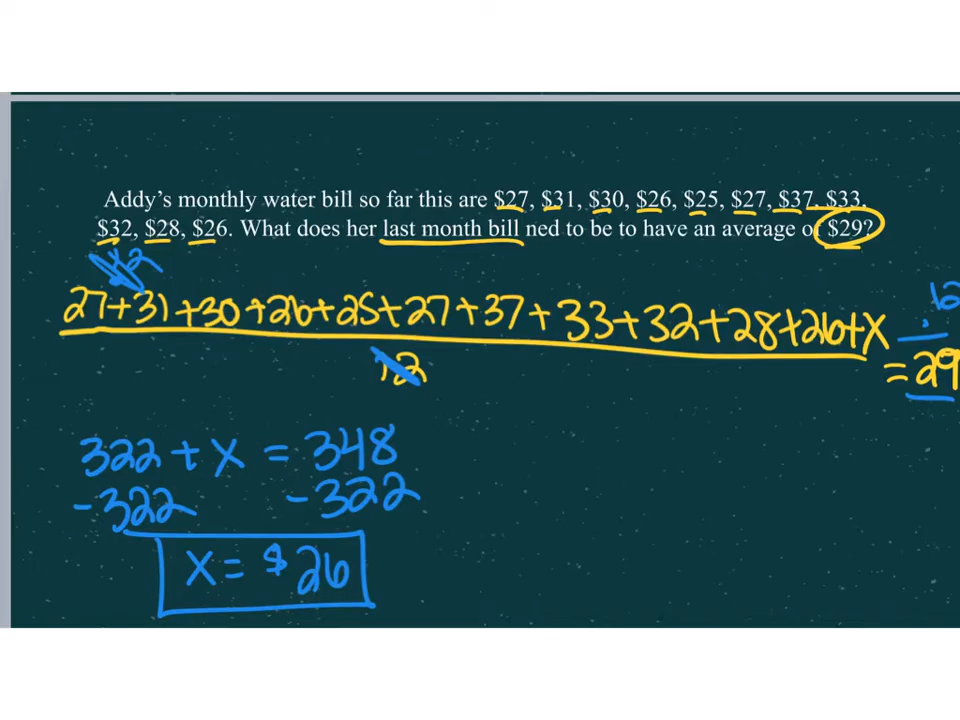 Addy's monthly water bill so far this are $27, $31, $30, $26, $25, $27, $37, $33,
$32, $28, $26. What does her last month bill ned to be to have an average of $29?
27+31+30+26+25+27+37+33+32+28+26+x
12
= 29
322 + x = 348
-322 -322
x = $26